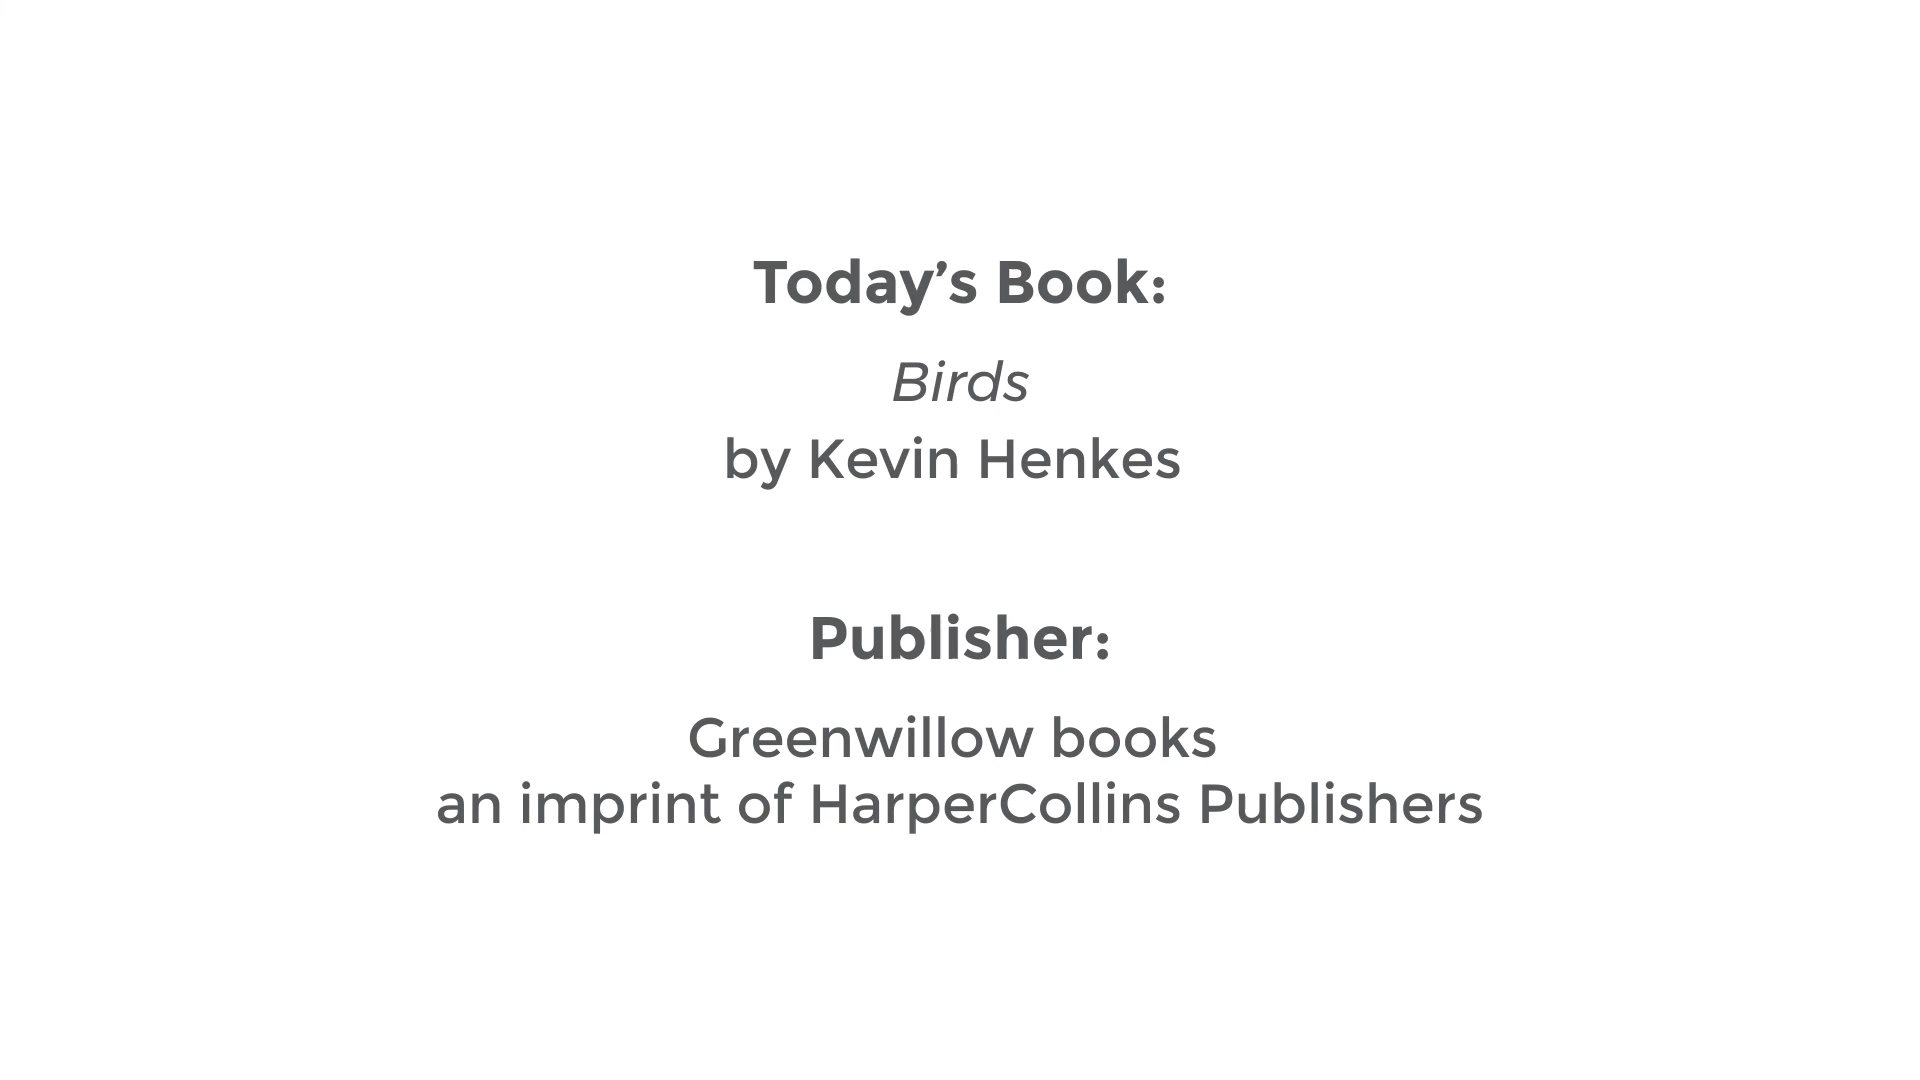 Today’s Book:
Birds
by Kevin Henkes
Publisher:
Greenwillow books
an imprint of HarperCollins Publishers